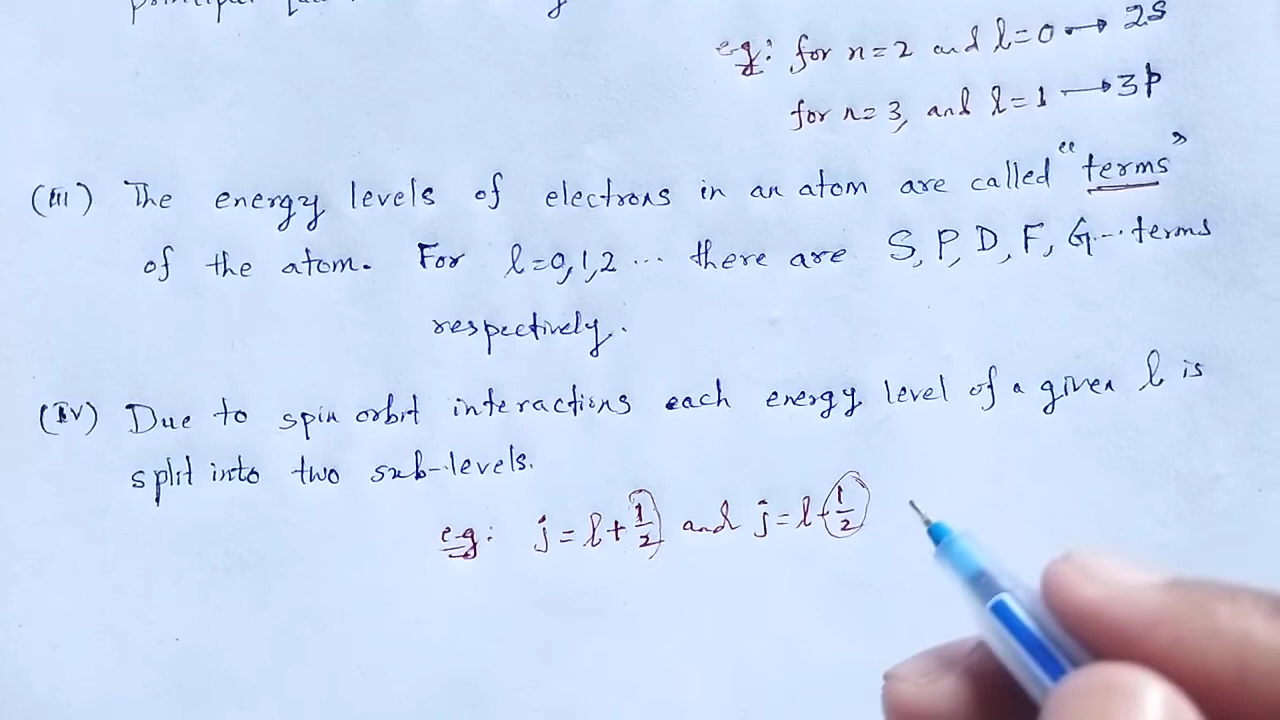 eg: for n=2 and l=0 → 2S
for n=3, and l=1 → 3p
(III) The energy levels of electrons in an atom are called "terms"
of the atom. For l=0,1,2 ... there are S, P, D, F, G... terms
respectively.
(IV) Due to spin orbit interactions each energy level of a given l is
split into two sub-levels.
e.g: j = l + 1/2 and j = l - 1/2